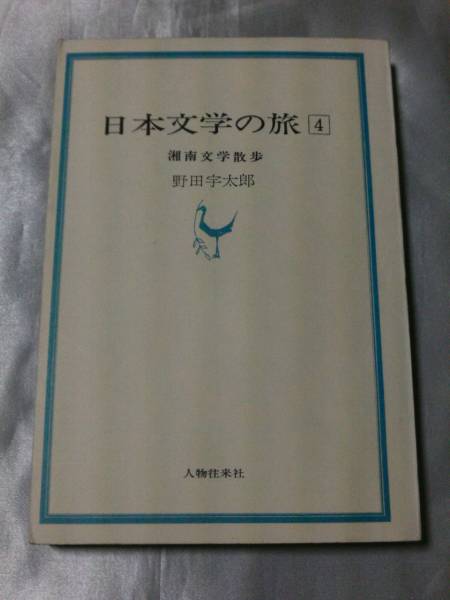 日本文学の旅 4
湘南文学散歩
野田宇太郎
人物往来社